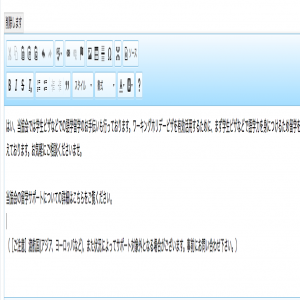 削除します
ソース
B I S
スタイル 書式 A A ?
はい、当協会では学生ビザなどでの語学留学のお手伝いも行っております。ワーキングホリデービザを有効活用するために、まず学生ビザなどで語学力を身につけるため留学を
えております。お気軽にご相談くださいませ。
当協会の留学サポートについての詳細はこちらをご覧ください。
（［ご注意］渡航国(アジア、ヨーロッパなど)、また状況によってサポート対象外となる場合がございます。事前にお問い合わせ下さい。）